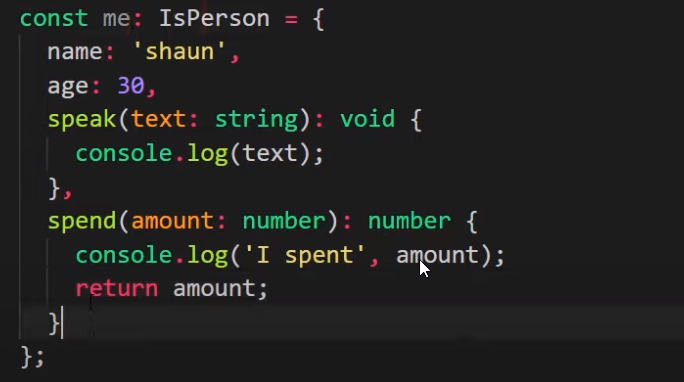 const me: IsPerson = {
  name: 'shaun',
  age: 30,
  speak(text: string): void {
    console.log(text);
  },
  spend(amount: number): number {
    console.log('I spent', amount);
    return amount;
  }
};